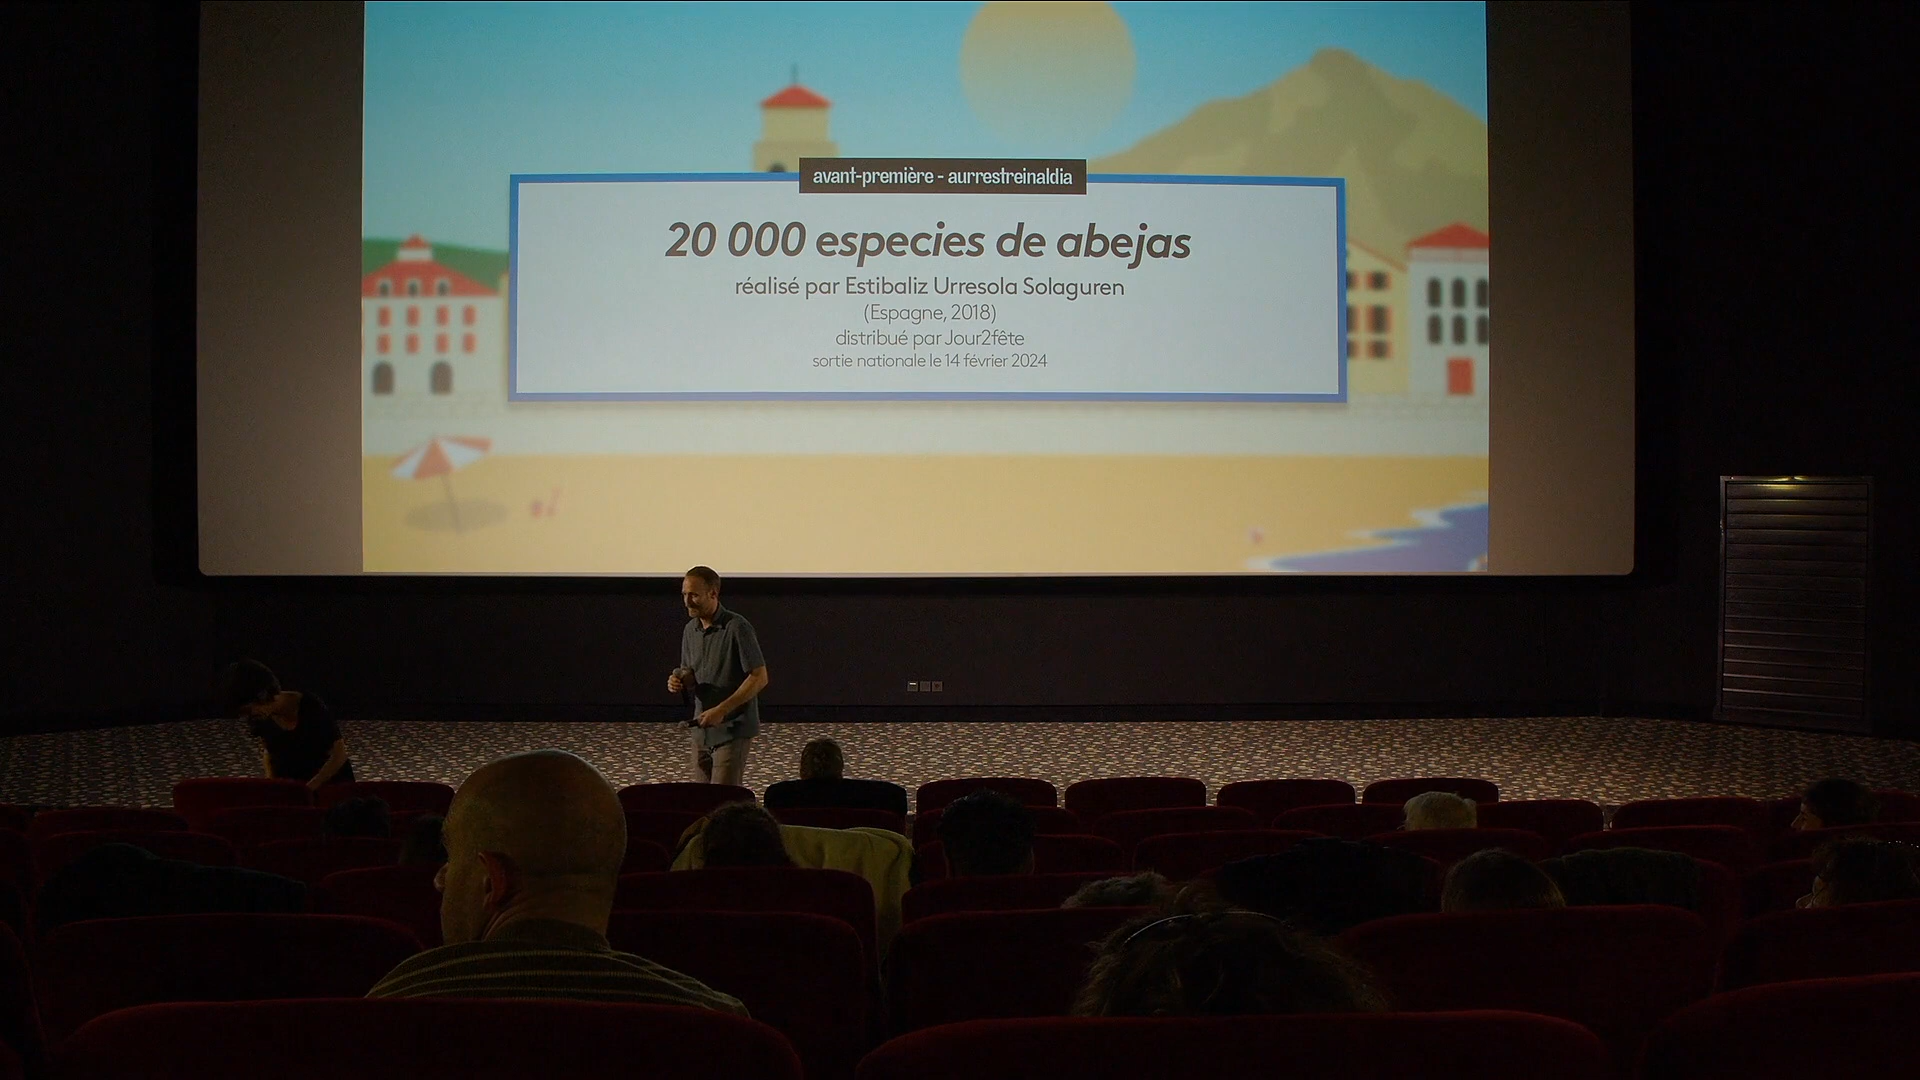 avant-première - aurrestreinaldia
20 000 especies de abejas
réalisé par Estibaliz Urresola Solaguren
(Espagne, 2018)
distribué par Jour2fête
sortie nationale le 14 février 2024